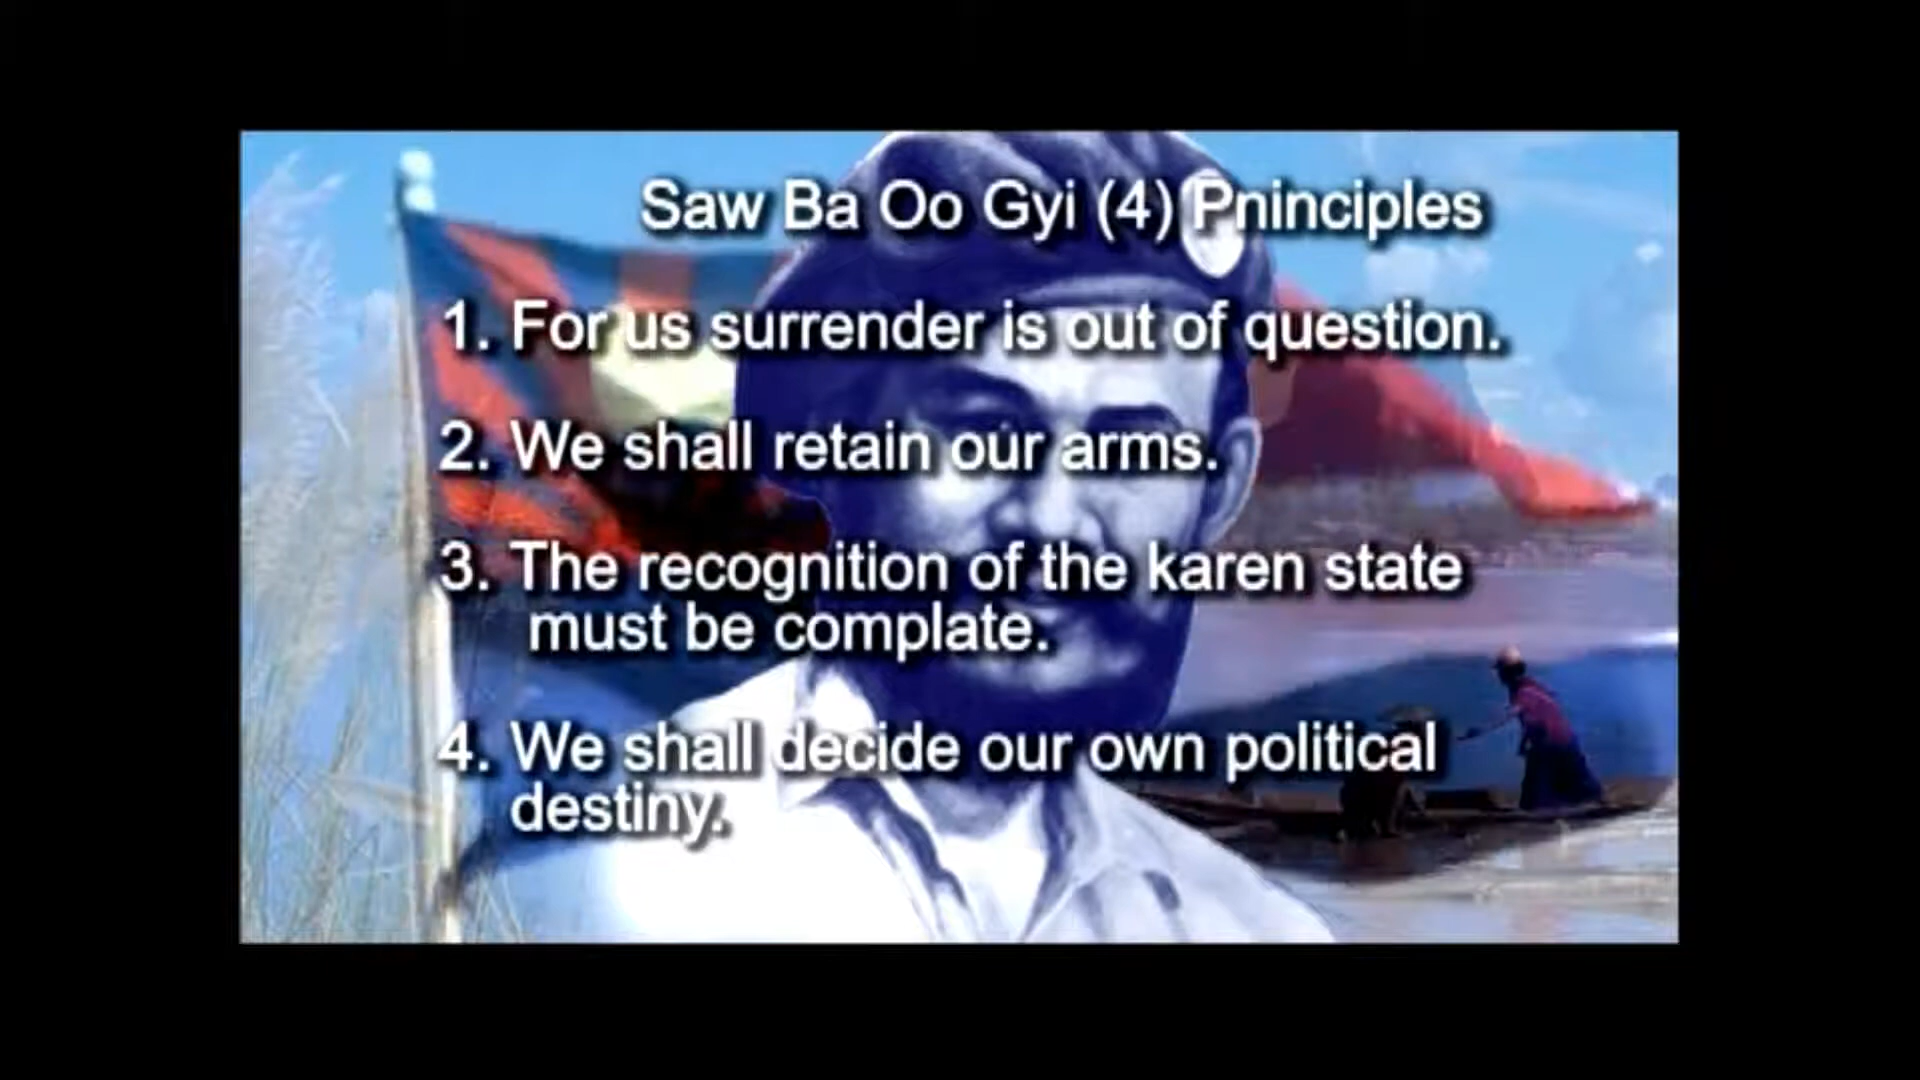 Saw Ba Oo Gyi (4) Pninciples
1. For us surrender is out of question.
2. We shall retain our arms.
3. The recognition of the karen state
must be complate.
4. We shall decide our own political
destiny.